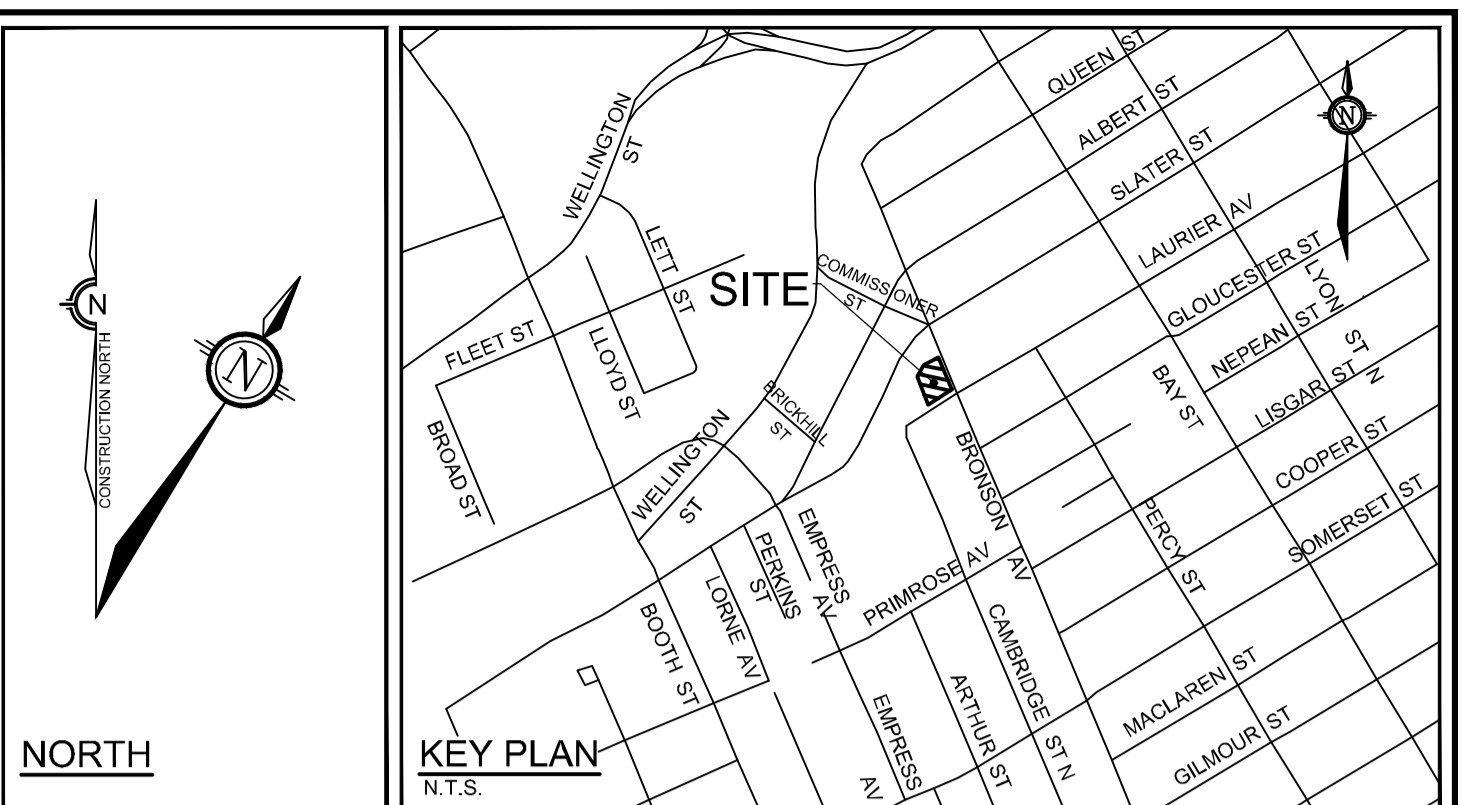 N
CONSTRUCTION NORTH
N
NORTH
QUEEN ST
ALBERT ST
SLATER ST
LAURIER AV
GLOUCESTER ST
NEPEAN ST
LISGAR ST
COOPER ST
SOMERSET ST
MACLAREN ST
GILMOUR ST
N
LYON
ST N
BAY ST
PERCY ST
WELLINGTON
ST
LETT ST
SITE
COMMISSIONER
ST
FLEET ST
LLOYD ST
BROAD ST
BRICKHILL
ST
WELLINGTON
ST
BRONSON
AV
EMPRESS
AV
PERKINS
ST
PRIMROSE AV
LORNE AV
BOOTH ST
CAMBRIDGE ST N
ARTHUR ST
EMPRESS
AV
KEY PLAN
N.T.S.